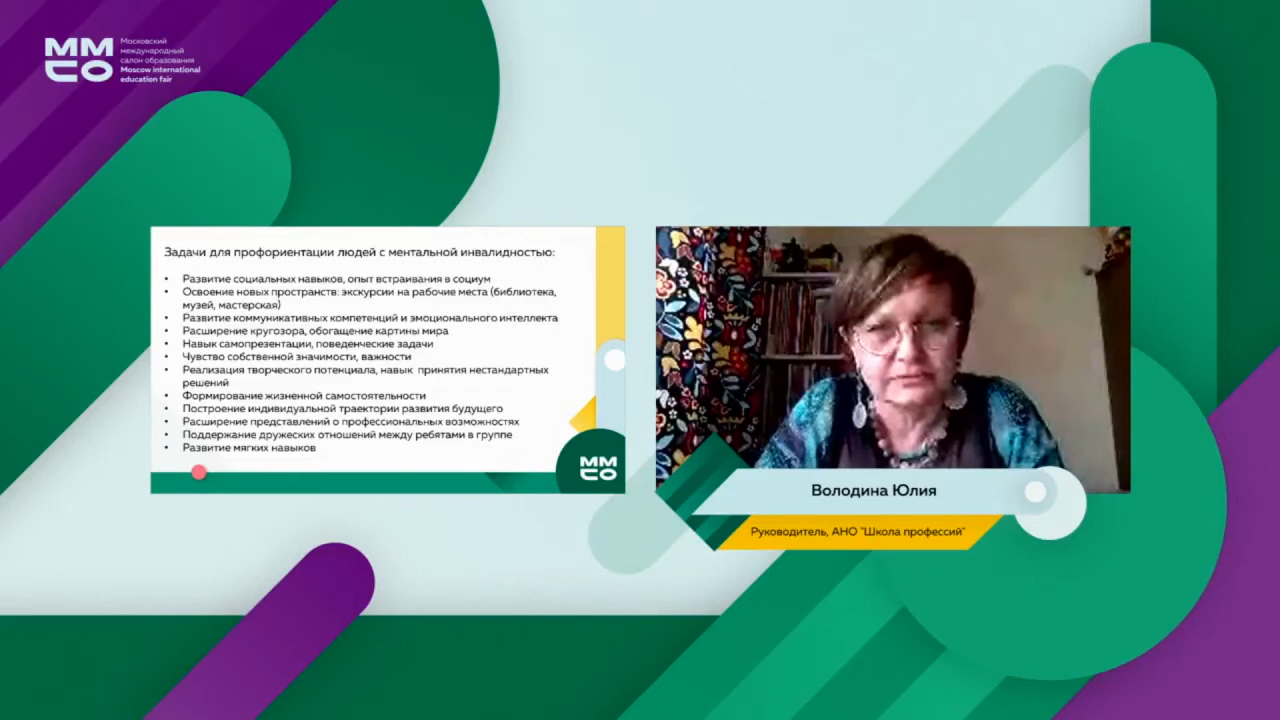 ММ
СО
Московский
международный
салон образования
Moscow international
education fair
Задачи для профориентации людей с ментальной инвалидностью:
• Развитие социальных навыков, опыт встраивания в социум
• Освоение новых пространств: экскурсии на рабочие места (библиотека,
музей, мастерская)
• Развитие коммуникативных компетенций и эмоционального интеллекта
• Расширение кругозора, обогащение картины мира
• Навык самопрезентации, поведенческие задачи
• Чувство собственной значимости, важности
• Реализация творческого потенциала, навык принятия нестандартных
решений
• Формирование жизненной самостоятельности
• Построение индивидуальной траектории развития будущего
• Расширение представлений о профессиональных возможностях
• Поддержание дружеских отношений между ребятами в группе
• Развитие мягких навыков
ММ
СО
Володина Юлия
Руководитель, АНО "Школа профессий"